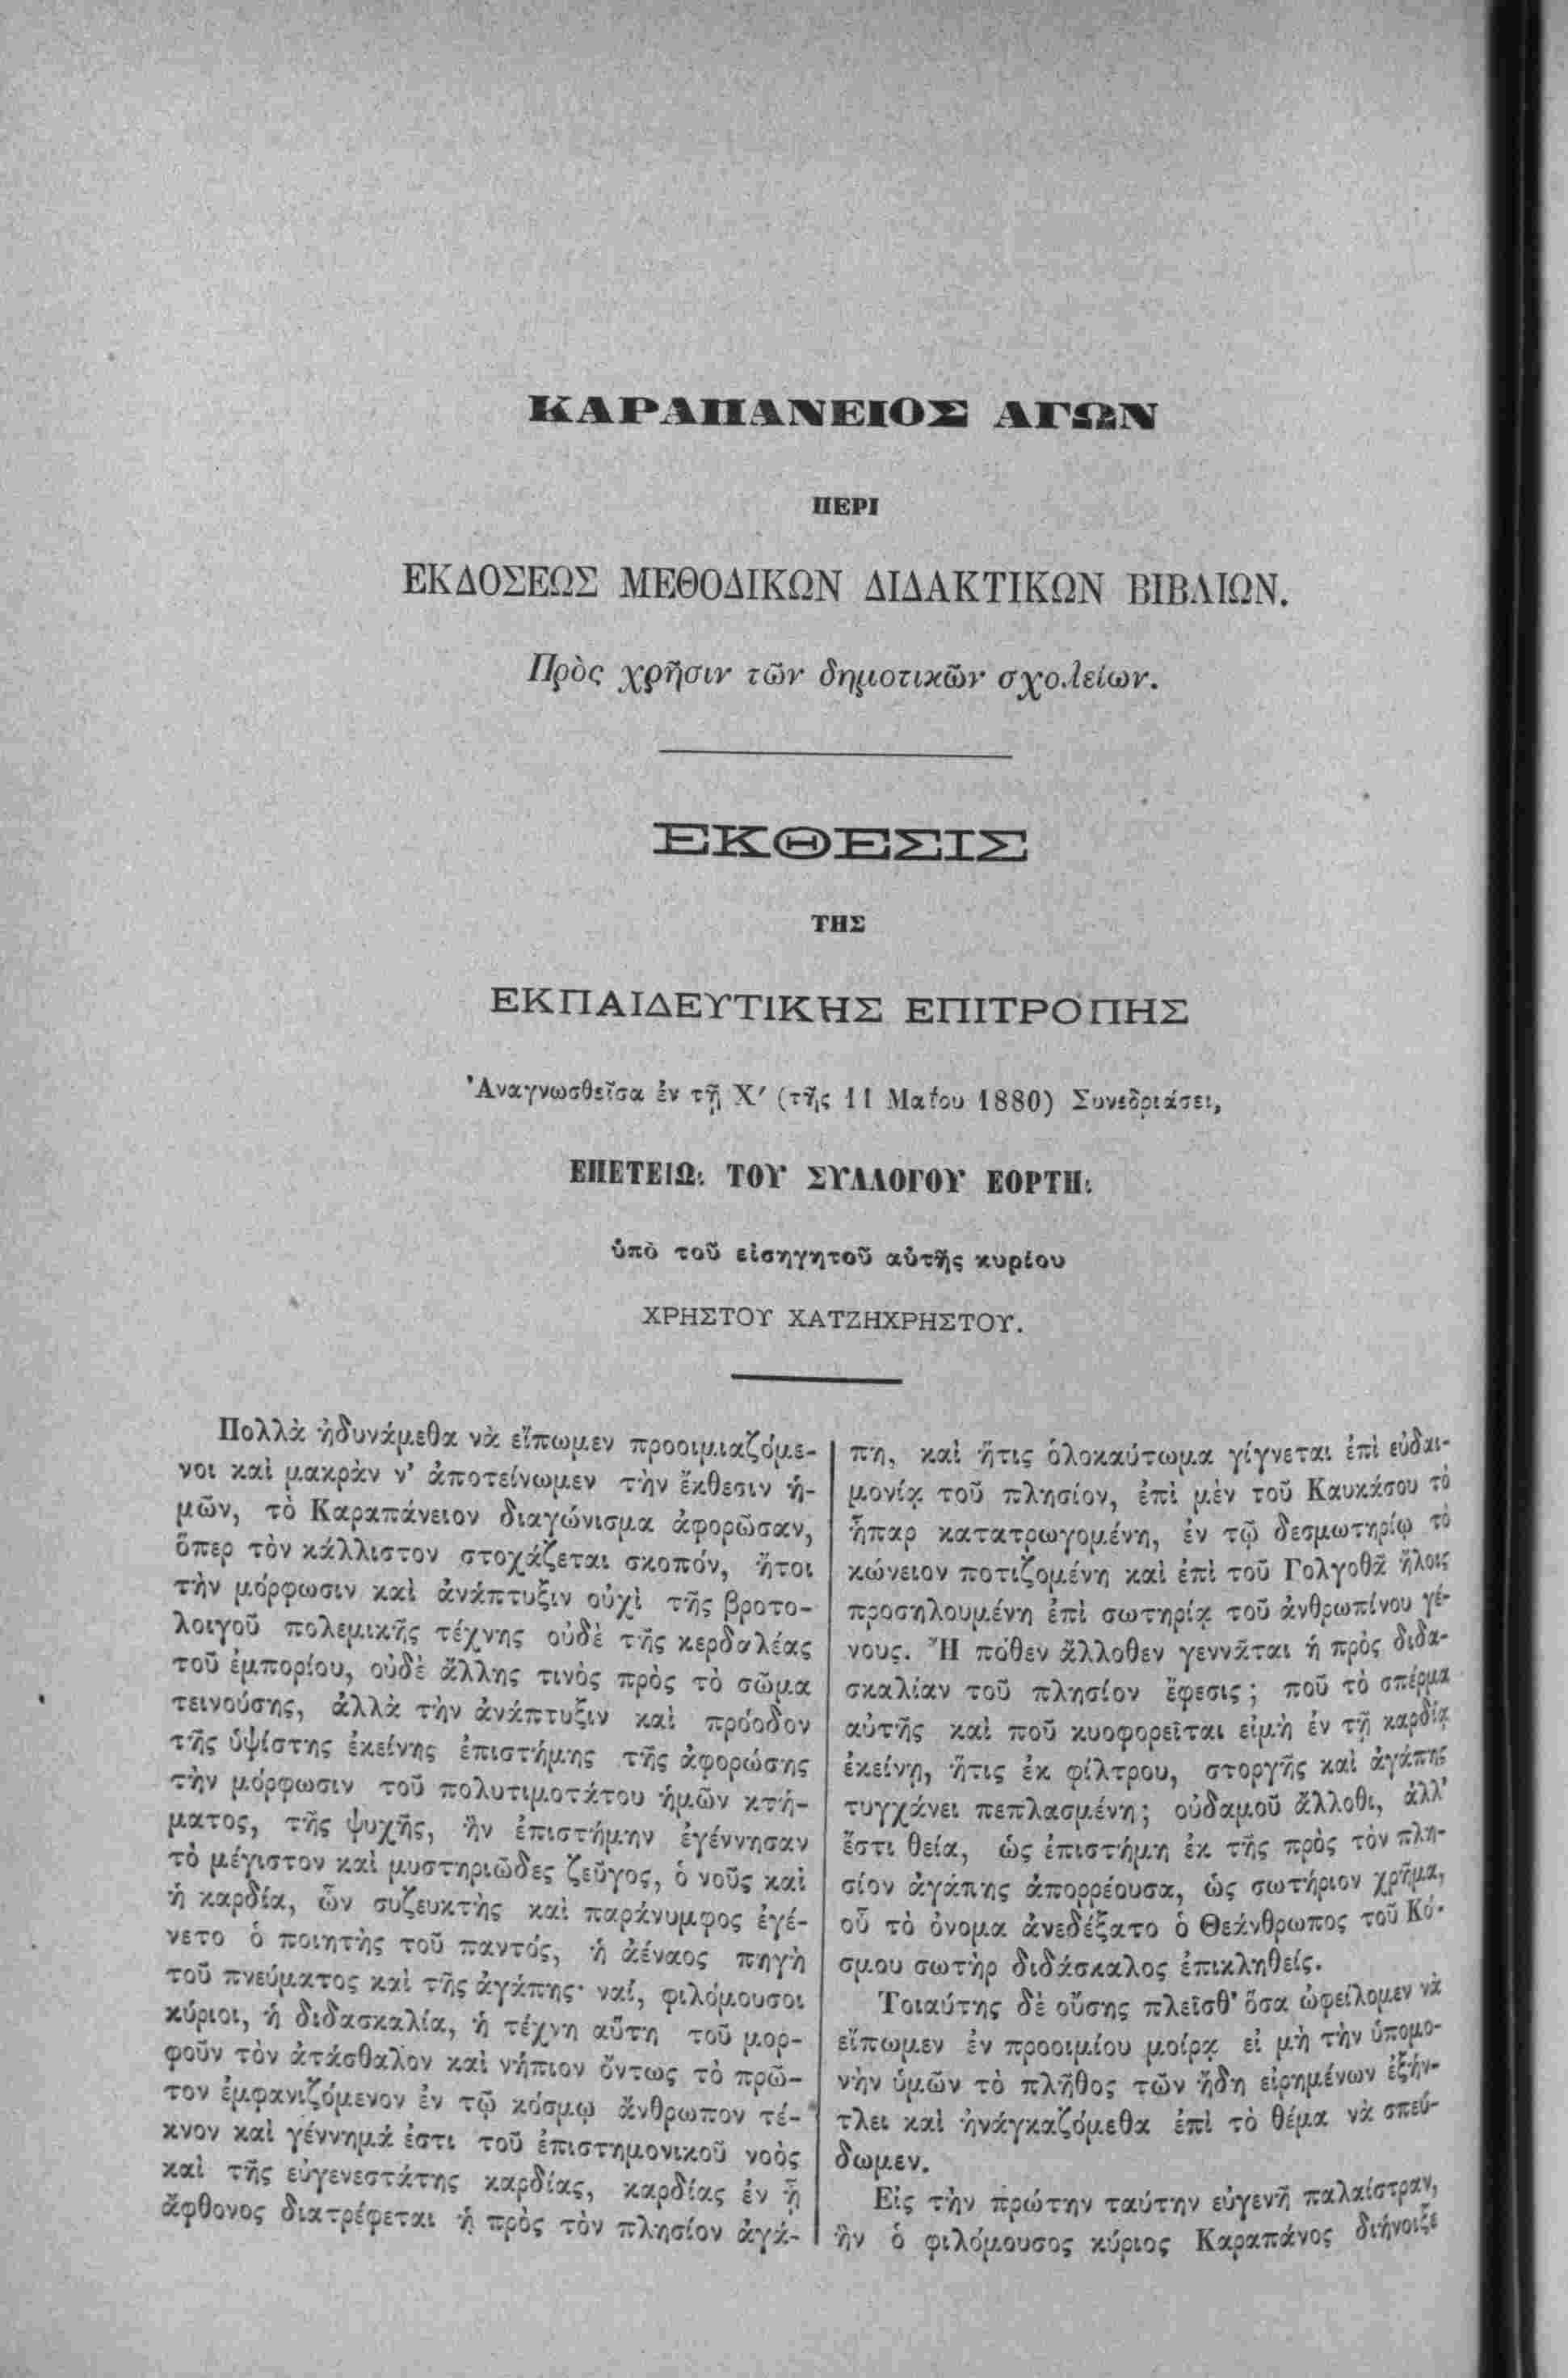 ΚΑΡΑΠΑΝΕΙΟΣ ΑΓΩΝ
ΠΕΡΙ
ΕΚΔΟΣΕΩΣ ΜΕΘΟΔΙΚΩΝ ΔΙΔΑΚΤΙΚΩΝ ΒΙΒΛΙΩΝ.
Πρὸς χρῆσιν τῶν δημοτικῶν σχολείων.
ΕΚΘΕΣΙΣ
ΤΗΣ
ΕΚΠΑΙΔΕΥΤΙΚΗΣ ΕΠΙΤΡΟΠΗΣ
Ἀναγνωσθεῖσα ἐν τῇ Χ′ (τῆς 11 Μαΐου 1880) Συνεδριάσει,
ΕΠΕΤΕΙΩι ΤΟΥ ΣΥΛΛΟΓΟΥ ΕΟΡΤΗι
ὑπὸ τοῦ εἰσηγητοῦ αὐτῆς κυρίου
ΧΡΗΣΤΟΥ ΧΑΤΖΗΧΡΗΣΤΟΥ.
Πολλὰ ἠδυνάμεθα νὰ εἴπωμεν προοιμιαζόμε-
νοι καὶ μακρὰν ν’ ἀποτείνωμεν τὴν ἔκθεσιν ἡ-
μῶν, τὸ Καραπάνειον διαγώνισμα ἀφορῶσαν,
ὅπερ τὸν κάλλιστον στοχάζεται σκοπόν, ἤτοι
τὴν μόρφωσιν καὶ ἀνάπτυξιν οὐχὶ τῆς βροτο-
λοιγοῦ πολεμικῆς τέχνης οὐδὲ τῆς κερδαλέας
τοῦ ἐμπορίου, οὐδὲ ἄλλης τινὸς πρὸς τὸ σῶμα
τεινούσης, ἀλλὰ τὴν ἀνάπτυξιν καὶ πρόοδον
τῆς ὑψίστης ἐκείνης ἐπιστήμης τῆς ἀφορώσης
τὴν μόρφωσιν τοῦ πολυτιμοτάτου ἡμῶν κτή-
ματος, τῆς ψυχῆς, ἣν ἐπιστήμην ἐγέννησαν
τὸ μέγιστον καὶ μυστηριῶδες ζεῦγος, ὁ νοῦς καὶ
ἡ καρδία, ὧν συζευκτὴς καὶ παράνυμφος ἐγέ-
νετο ὁ ποιητὴς τοῦ παντός, ἡ ἀέναος πηγὴ
τοῦ πνεύματος καὶ τῆς ἀγάπης· ναί, φιλόμουσοι
κύριοι, ἡ διδασκαλία, ἡ τέχνη αὕτη τοῦ μορ-
φοῦν τὸν ἀτάσθαλον καὶ νήπιον ὄντως τὸ πρῶ-
τον ἐμφανιζόμενον ἐν τῷ κόσμῳ ἄνθρωπον τέ-
κνον καὶ γέννημά ἐστι τοῦ ἐπιστημονικοῦ νοὸς
καὶ τῆς εὐγενεστάτης καρδίας, καρδίας ἐν ᾗ
ἄφθονος διατρέφεται ἡ πρὸς τὸν πλησίον ἀγά-
πη, καὶ ἥτις ὁλοκαύτωμα γίγνεται ἐπὶ εὐδαι-
μονίᾳ τοῦ πλησίον, ἐπὶ μὲν τοῦ Καυκάσου τὸ
ἧπαρ κατατρωγομένη, ἐν τῷ δεσμωτηρίῳ τὸ
κώνειον ποτιζομένη καὶ ἐπὶ τοῦ Γολγοθᾶ ἥλοις
προσηλουμένη ἐπὶ σωτηρίᾳ τοῦ ἀνθρωπίνου γέ-
νους. Ἢ πόθεν ἄλλοθεν γεννᾶται ἡ πρὸς διδα-
σκαλίαν τοῦ πλησίον ἔφεσις; ποῦ τὸ σπέρμα
αὐτῆς καὶ ποῦ κυοφορεῖται εἰμὴ ἐν τῇ καρδίᾳ
ἐκείνῃ, ἥτις ἐκ φίλτρου, στοργῆς καὶ ἀγάπης
τυγχάνει πεπλασμένη; οὐδαμοῦ ἄλλοθι, ἀλλ’
ἔστι θεία, ὡς ἐπιστήμη ἐκ τῆς πρὸς τὸν πλη-
σίον ἀγάπης ἀπορρέουσα, ὡς σωτήριον χρῆμα,
οὗ τὸ ὄνομα ἀνεδέξατο ὁ Θεάνθρωπος τοῦ Κό-
σμου σωτὴρ διδάσκαλος ἐπικληθείς.
Τοιαύτης δὲ οὔσης πλεῖσθ’ ὅσα ὠφείλομεν νὰ
εἴπωμεν ἐν προοιμίου μοίρᾳ εἰ μὴ τὴν ὑπομο-
νὴν ὑμῶν τὸ πλῆθος τῶν ἤδη εἰρημένων ἐξήν-
τλει καὶ ἠνάγκαζόμεθα ἐπὶ τὸ θέμα νὰ σπεύ-
δωμεν.
Εἰς τὴν πρώτην ταύτην εὐγενῆ παλαίστραν,
ἣν ὁ φιλόμουσος κύριος Καραπάνος διήνοιξε